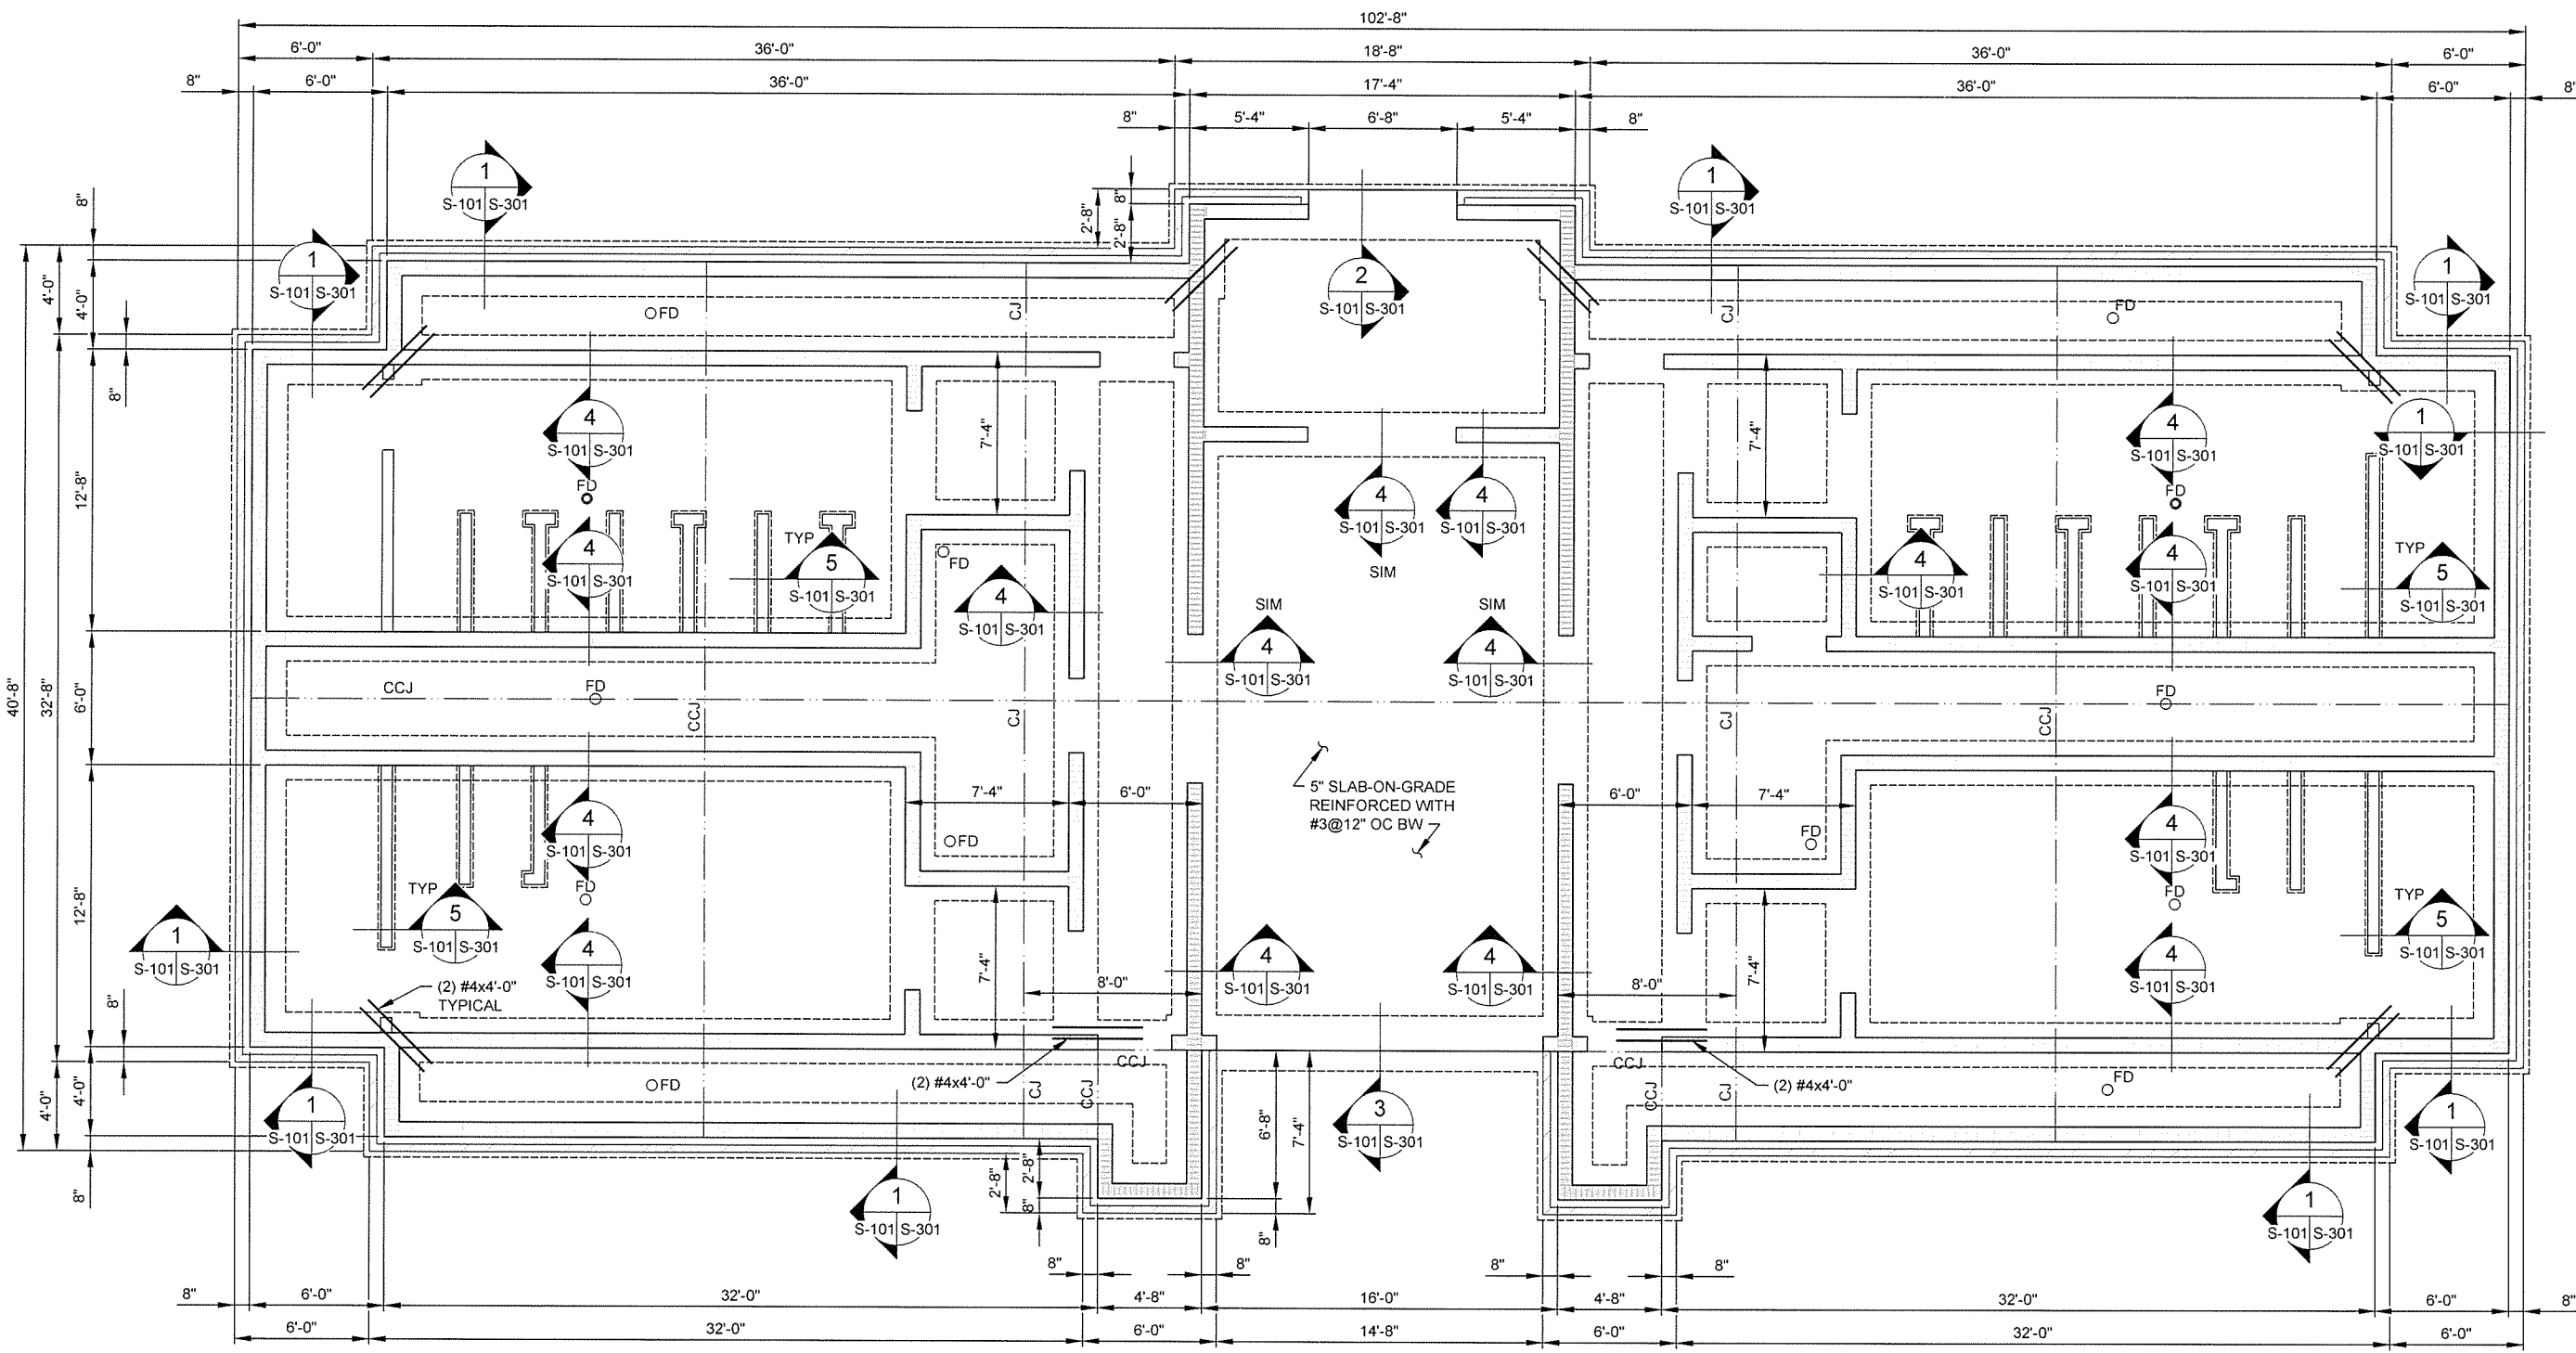 102'-8"
6'-0" 36'-0" 18'-8" 36'-0" 6'-0"
8" 6'-0" 36'-0" 17'-4" 36'-0" 6'-0" 8"
8" 5'-4" 6'-8" 5'-4" 8"
1
S-101 S-301
1
S-101 S-301
8"
2'-8"
8"
2'-8"
1
S-101 S-301
2
S-101 S-301
1
S-101 S-301
4'-0"
4'-0"
8"
FD
CJ
CJ
FD
4
S-101 S-301
FD
7'-4"
7'-4"
4
S-101 S-301
FD
1
S-101 S-301
12'-8"
4
S-101 S-301
SIM
4
S-101 S-301
4
S-101 S-301
TYP
5
S-101 S-301
FD
4
S-101 S-301
4
S-101 S-301
4
S-101 S-301
TYP
5
S-101 S-301
SIM
4
S-101 S-301
SIM
4
S-101 S-301
40'-8"
32'-8"
6'-0"
CCJ
FD
CCJ
CJ
CJ
CCJ
FD
5" SLAB-ON-GRADE
REINFORCED WITH
#3@12" OC BW
7'-4" 6'-0"
6'-0" 7'-4"
4
S-101 S-301
FD
FD
FD
4
S-101 S-301
FD
12'-8"
TYP
5
S-101 S-301
TYP
5
S-101 S-301
1
S-101 S-301
4
S-101 S-301
7'-4"
4
S-101 S-301
4
S-101 S-301
7'-4"
4
S-101 S-301
(2) #4x4'-0"
TYPICAL
8'-0"
8'-0"
8"
4'-0"
4'-0"
8"
FD
(2) #4x4'-0"
CJ
CCJ
CCJ
CCJ
CCJ
CJ
(2) #4x4'-0"
FD
1
S-101 S-301
3
S-101 S-301
1
S-101 S-301
6'-8"
7'-4"
8"
2'-8"
2'-8"
8"
1
S-101 S-301
1
S-101 S-301
8" 8" 8" 8"
8" 6'-0" 32'-0" 4'-8" 16'-0" 4'-8" 32'-0" 6'-0" 8"
6'-0" 32'-0" 6'-0" 14'-8" 6'-0" 32'-0" 6'-0"